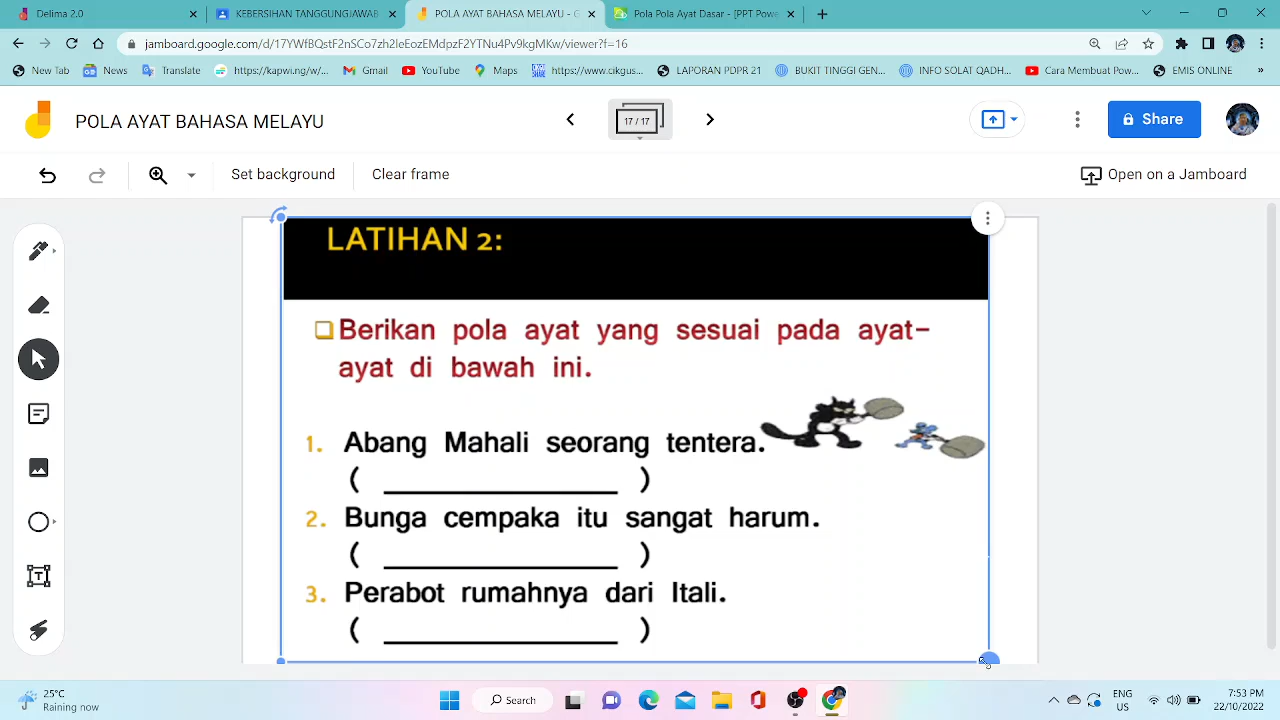 Delima 2.0
KEBERSIHAN TANGGUNGJAWAB
POLA AYAT BAHASA MELAYU - G
Pola Pola Ayat Dasar - [PPT Powe
jamboard.google.com/d/17YWfBQstF2nSCo7zh2leEozEMdpzF2YTNu4Pv9kgMKw/viewer?f=16
New Tab
News
Translate
https://kapwing.g/w...
Gmail
YouTube
Maps
https://www.cikgus...
LAPORAN PDPR 21
BUKIT TINGGI GEN...
INFO SOLAT QADH...
Cara Membuat Pow...
EMIS ONLINE
»
POLA AYAT BAHASA MELAYU
17 / 17
Share
Set background
Clear frame
Open on a Jamboard
LATIHAN 2:
Berikan pola ayat yang sesuai pada ayat-
ayat di bawah ini.
1. Abang Mahali seorang tentera.
( _______________ )
2. Bunga cempaka itu sangat harum.
( _______________ )
3. Perabot rumahnya dari Itali.
( _______________ )
25°C
Raining now
Search
ENG
US
7:53 PM
22/10/2022